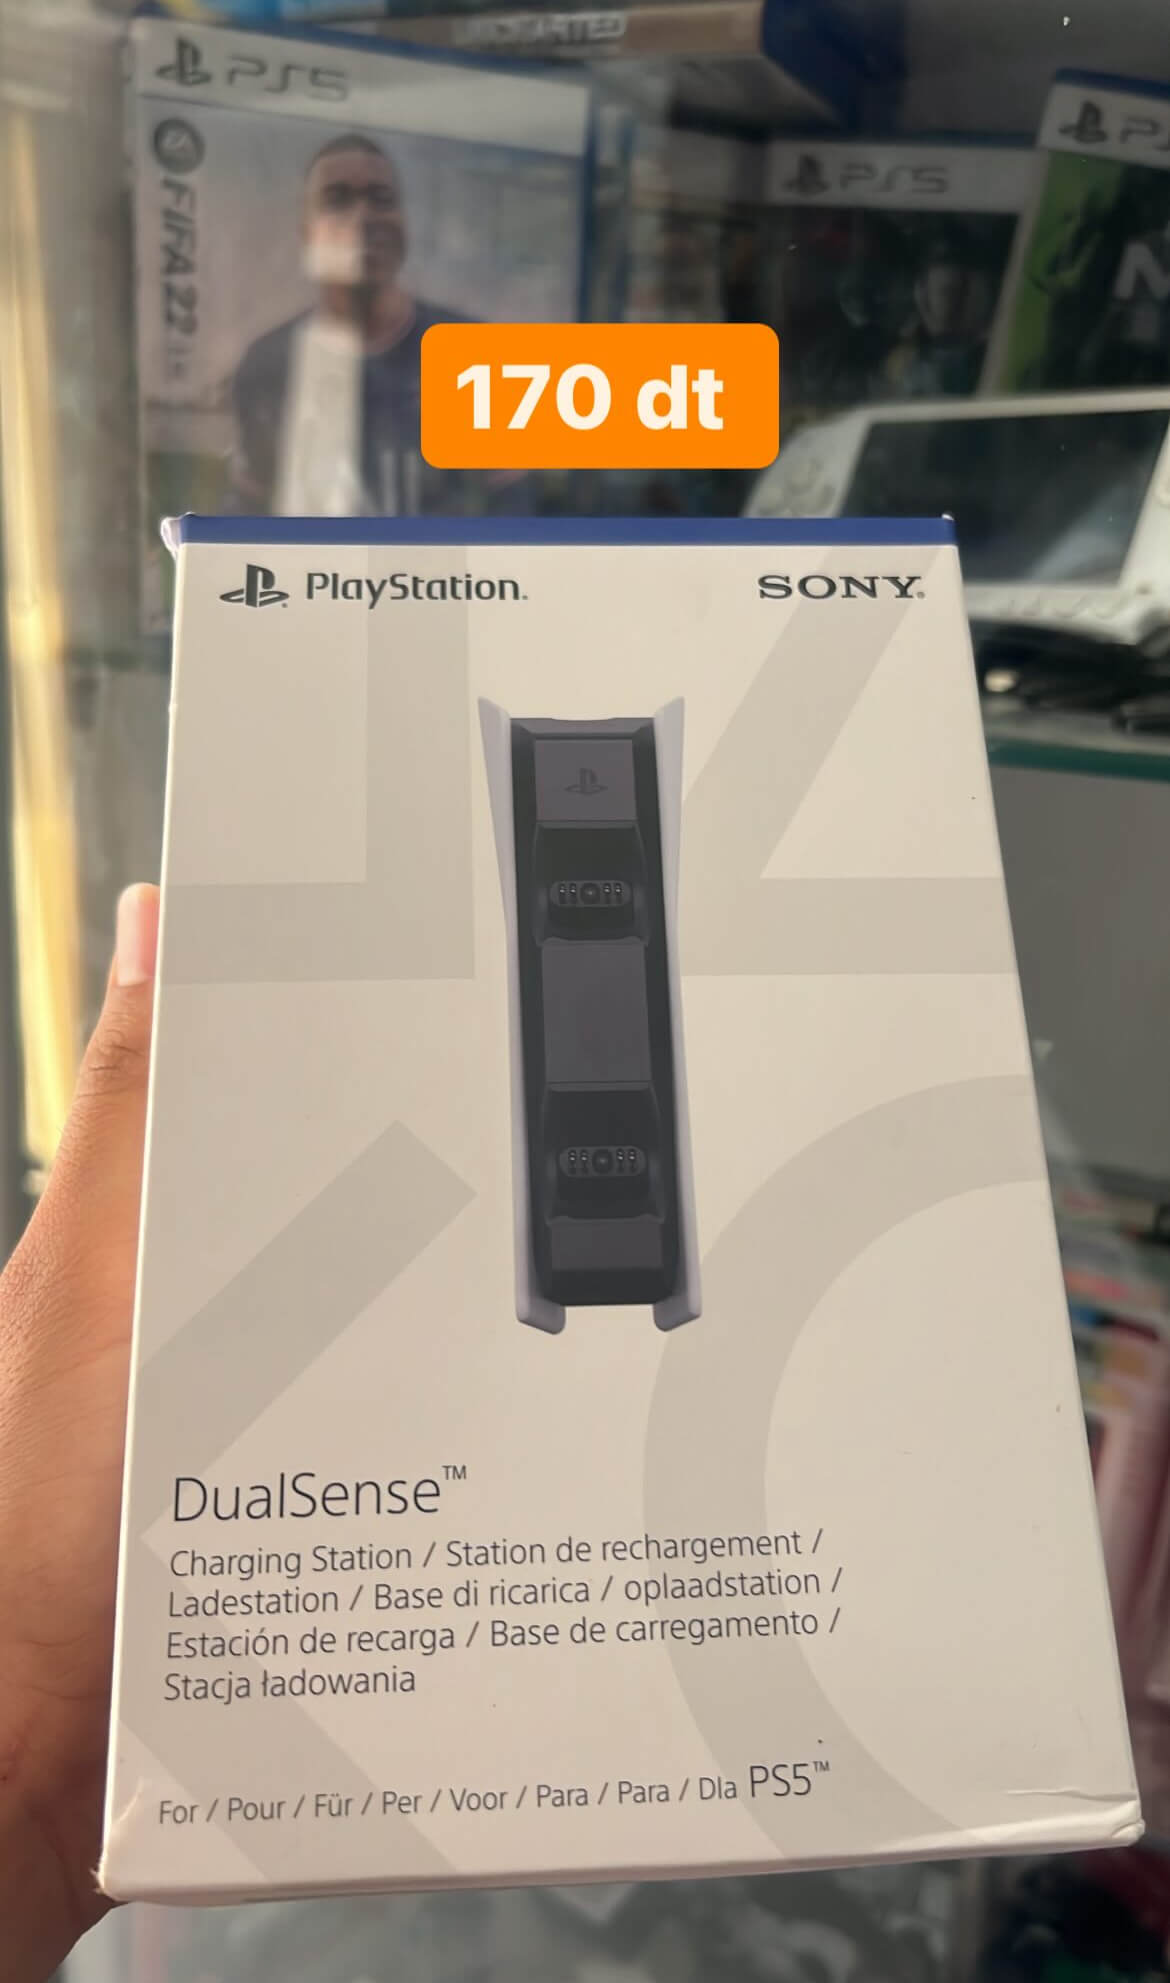 UNCHARTED
PS5
FIFA 22
PS5
170 dt
PlayStation.
SONY.
DualSense™
Charging Station / Station de rechargement /
Ladestation / Base di ricarica / oplaadstation /
Estación de recarga / Base de carregamento /
Stacja ładowania
For / Pour / Für / Per / Voor / Para / Para / Dla PS5™